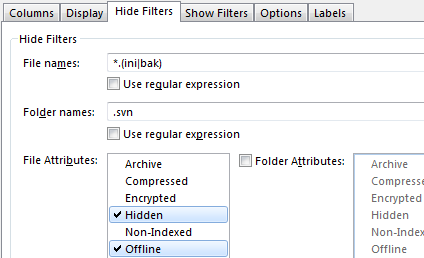 Columns Display Hide Filters Show Filters Options Labels
Hide Filters
File names: *.(ini|bak)
Use regular expression
Folder names: .svn
Use regular expression
File Attributes: Archive Folder Attributes: Archive
Compressed Compresse
Encrypted Encrypted
Hidden Hidden
Non-Indexed Non-Index
Offline Offline